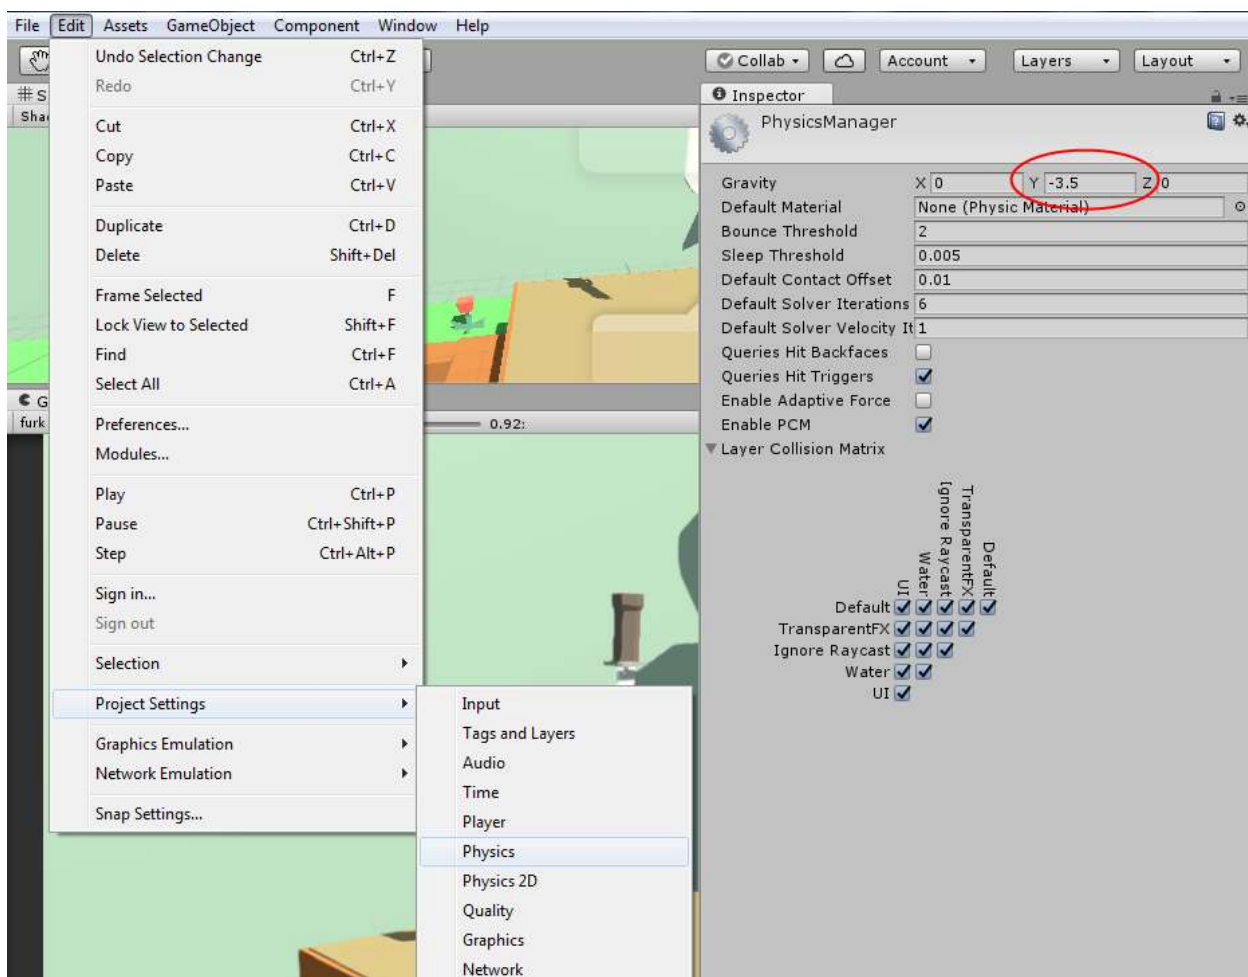 File Edit Assets GameObject Component Window Help
Collab Account Layers Layout
Undo Selection Change Ctrl+Z
Redo Ctrl+Y
Cut Ctrl+X
Copy Ctrl+C
Paste Ctrl+V
Duplicate Ctrl+D
Delete Shift+Del
Frame Selected F
Lock View to Selected Shift+F
Find Ctrl+F
Select All Ctrl+A
Preferences...
Modules...
Play Ctrl+P
Pause Ctrl+Shift+P
Step Ctrl+Alt+P
Sign in...
Sign out
Selection
Project Settings
Graphics Emulation
Network Emulation
Snap Settings...
Input
Tags and Layers
Audio
Time
Player
Physics
Physics 2D
Quality
Graphics
Network
# S
Sha
G
furk
0.92:
Inspector
PhysicsManager
Gravity X 0 Y -3.5 Z 0
Default Material None (Physic Material)
Bounce Threshold 2
Sleep Threshold 0.005
Default Contact Offset 0.01
Default Solver Iterations 6
Default Solver Velocity It 1
Queries Hit Backfaces
Queries Hit Triggers
Enable Adaptive Force
Enable PCM
Layer Collision Matrix
UI
Water
Ignore Raycast
TransparentFX
Default
Default
TransparentFX
Ignore Raycast
Water
UI